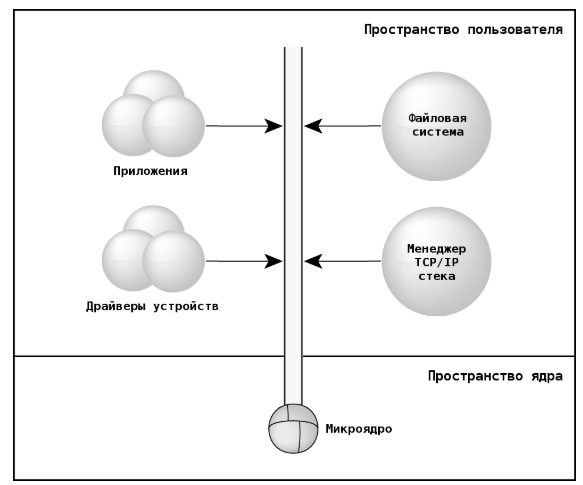 Пространство пользователя
Файловая
система
Приложения
Менеджер
TCP/IP
стека
Драйверы устройств
Пространство ядра
Микроядро